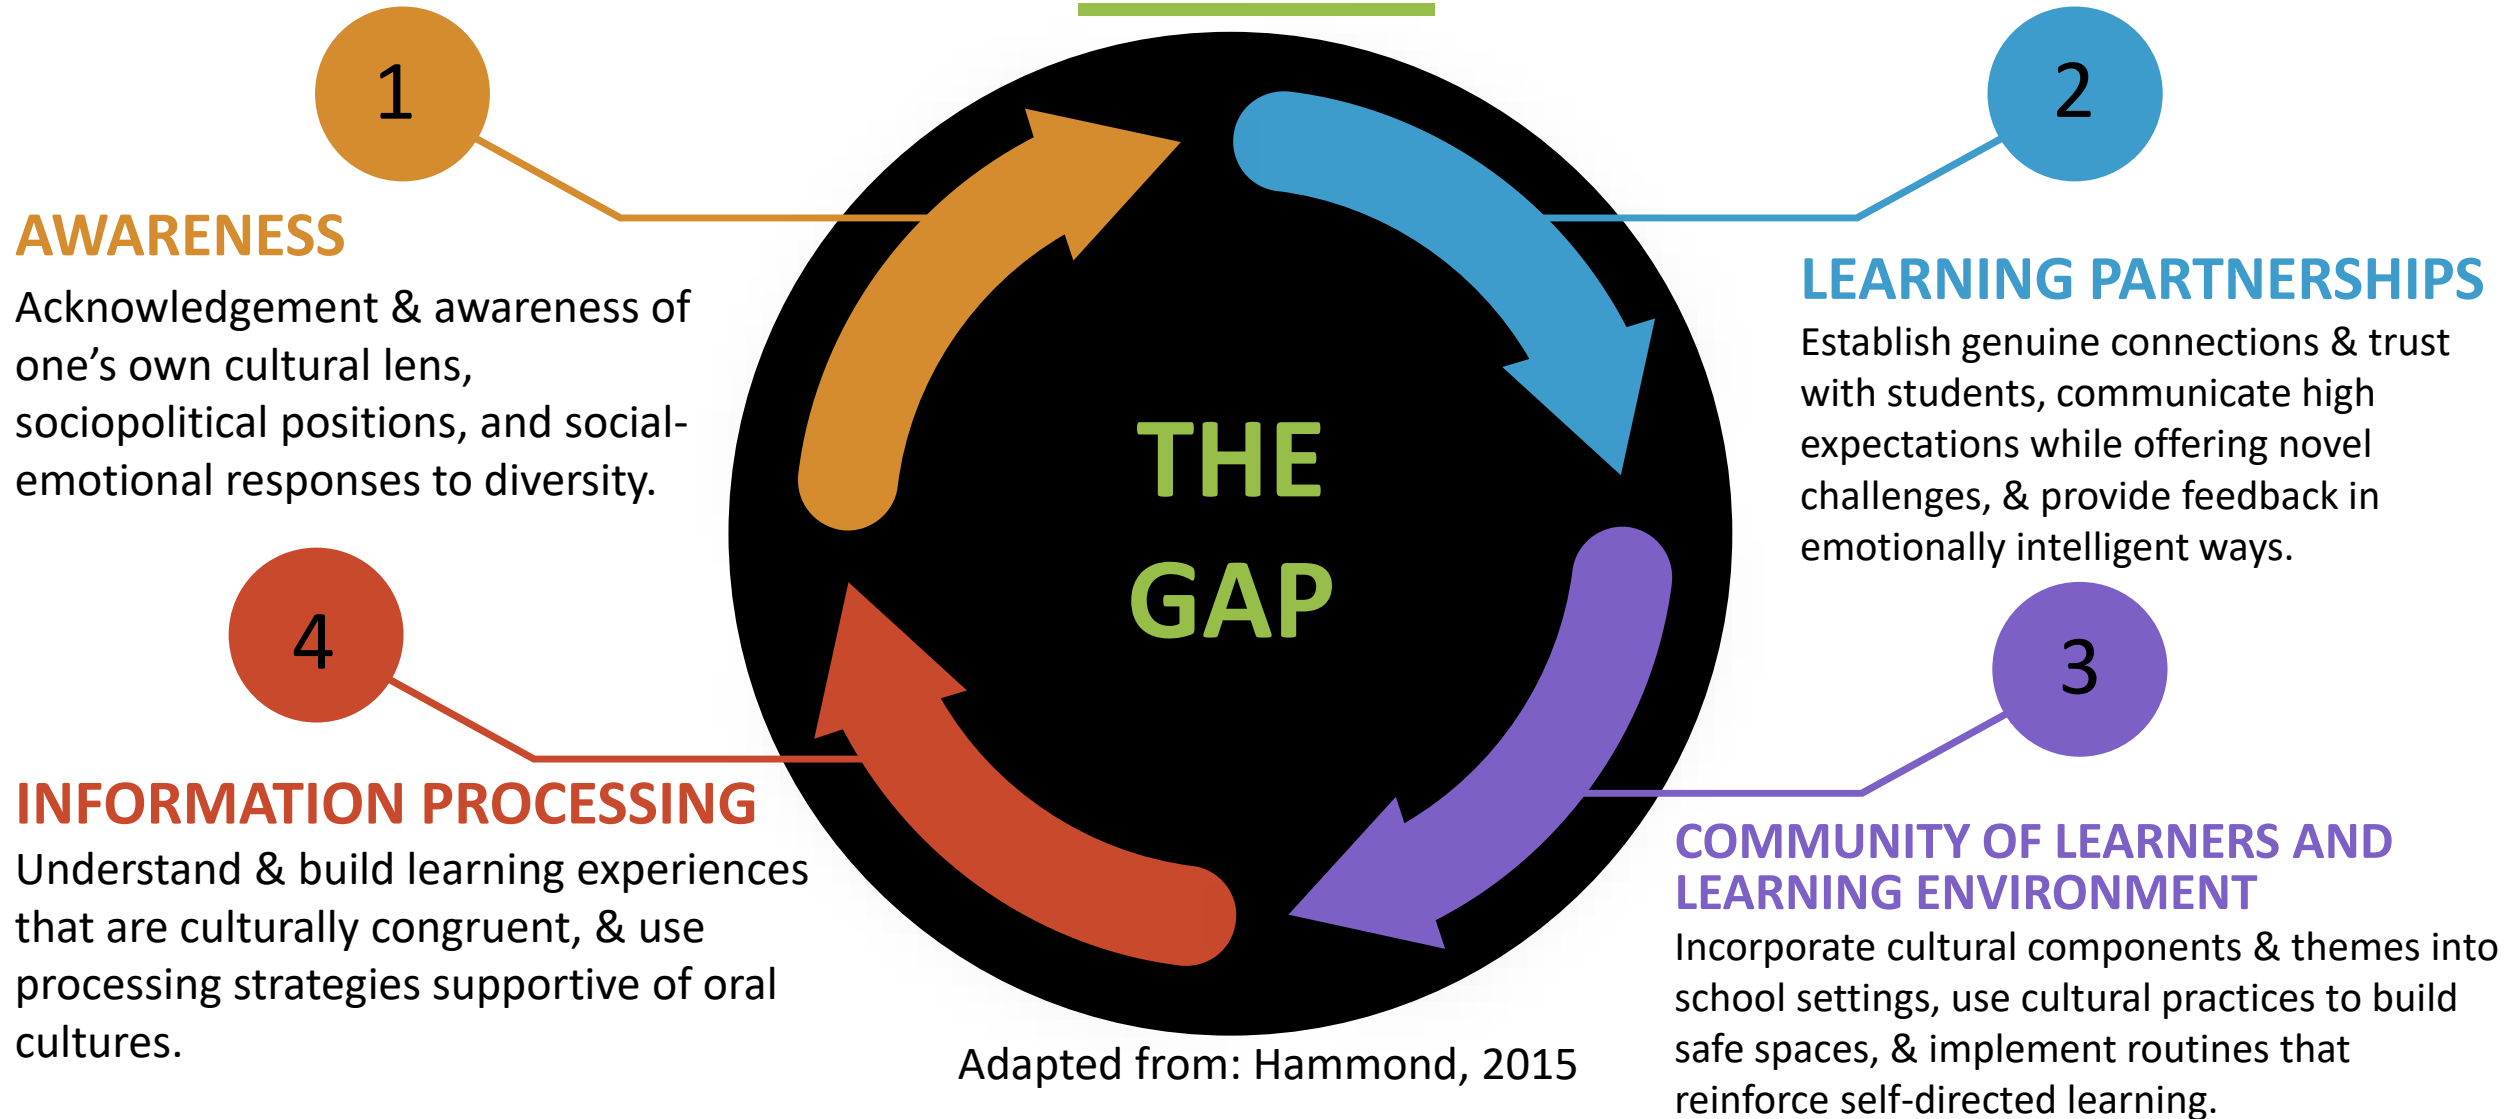 1
AWARENESS
Acknowledgement & awareness of
one’s own cultural lens,
sociopolitical positions, and social-
emotional responses to diversity.
2
LEARNING PARTNERSHIPS
Establish genuine connections & trust
with students, communicate high
expectations while offering novel
challenges, & provide feedback in
emotionally intelligent ways.
THE
GAP
3
COMMUNITY OF LEARNERS AND
LEARNING ENVIRONMENT
Incorporate cultural components & themes into
school settings, use cultural practices to build
safe spaces, & implement routines that
reinforce self-directed learning.
4
INFORMATION PROCESSING
Understand & build learning experiences
that are culturally congruent, & use
processing strategies supportive of oral
cultures.
Adapted from: Hammond, 2015